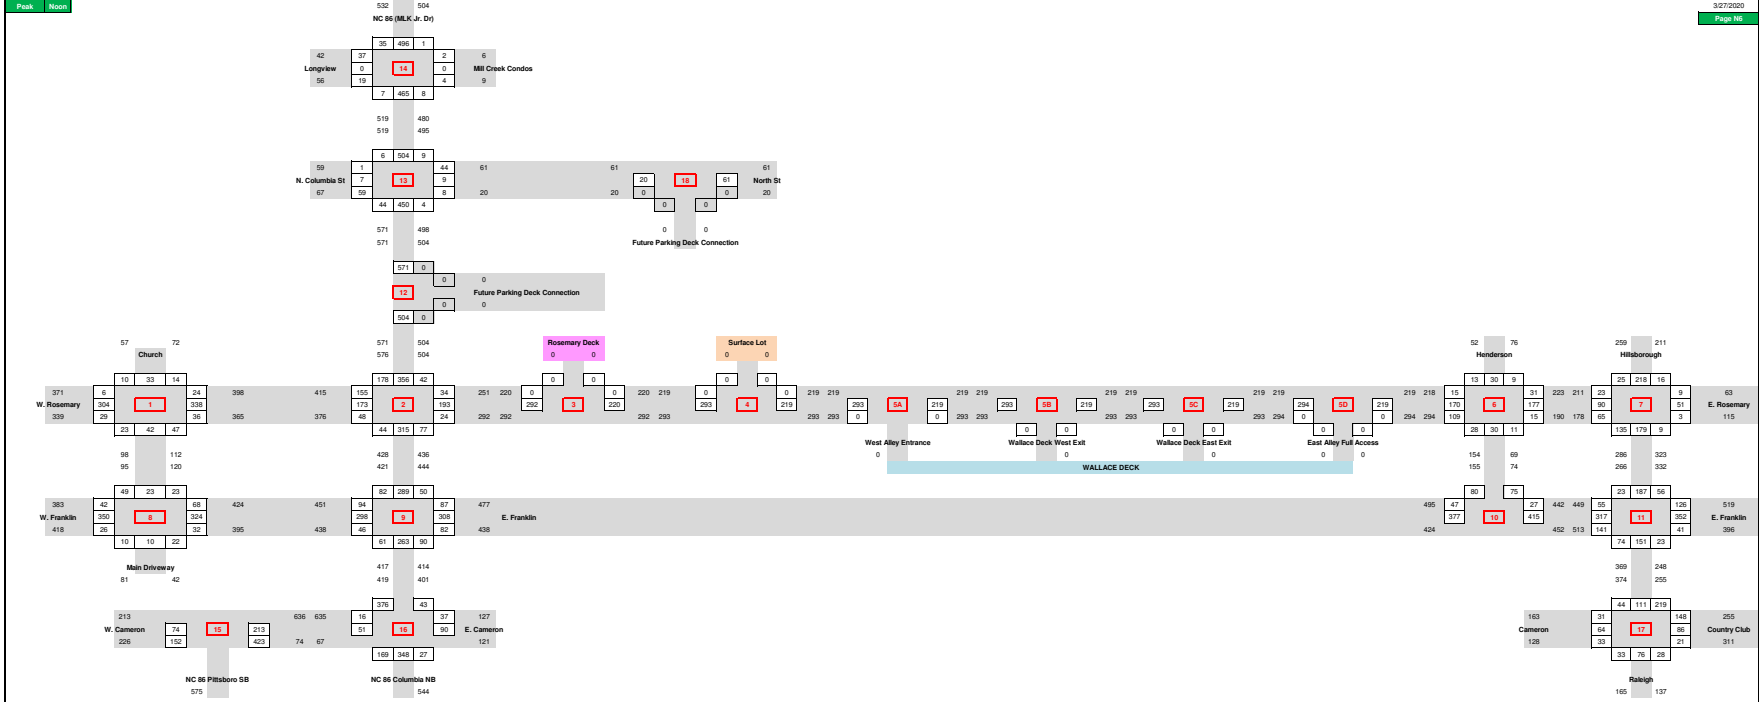 532 504 3/27/2020
Peak Noon
NC 86 (MLK Jr. Dr) Page N6
35 496 1
42 37 2 6
Longview 0 14 0 Mill Creek Condos
56 19 4 9
7 465 8
519 480
519 495
6 504 9
59 1 44 61 61 61
N. Columbia St 7 13 9 20 18 61 North St
67 59 8 20 20 0 0 20
44 450 4 0 0
571 498 0 0
571 504 Future Parking Deck Connection
571 0
0 0
12 Future Parking Deck Connection
0 0
504 0
57 72 571 504 Rosemary Deck Surface Lot 52 76 259 211
Church 576 504 0 0 0 0 Henderson Hillsborough
10 33 14 178 356 42 0 0 0 0 13 30 9 25 218 16
371 6 24 398 415 155 34 251 220 0 0 220 219 0 0 219 219 219 219 219 219 219 219 219 218 15 31 223 211 23 9 63
W. Rosemary 304 1 338 173 2 193 292 3 220 293 4 219 293 5A 219 293 5B 219 293 5C 219 294 5D 219 170 6 177 90 7 51 E. Rosemary
339 29 36 365 376 48 24 292 292 292 293 293 293 0 293 293 293 293 293 294 0 0 294 294 109 15 190 178 65 3 115
23 42 47 44 315 77 0 0 0 0 0 0 28 30 11 135 179 9
West Alley Entrance Wallace Deck West Exit Wallace Deck East Exit East Alley Full Access
98 112 428 436 0 0 0 0 0 154 69 286 323
95 120 421 444 WALLACE DECK 155 74 266 332
49 23 23 82 289 50 80 75 23 187 56
383 42 68 424 451 94 87 477 495 47 27 442 449 55 126 519
W. Franklin 350 8 324 298 9 308 E. Franklin 377 10 415 317 11 352 E. Franklin
418 26 32 395 438 46 82 438 424 452 513 141 41 396
10 10 22 61 263 90 74 151 23
Main Driveway 417 414 369 248
81 42 419 401 374 255
376 43 44 111 219
213 636 635 16 37 127 163 31 148 255
W. Cameron 74 15 213 51 16 90 E. Cameron Cameron 64 17 86 Country Club
226 152 423 74 67 121 128 33 21 311
169 348 27 33 76 28
NC 86 Pittsboro SB NC 86 Columbia NB Raleigh
575 544 165 137